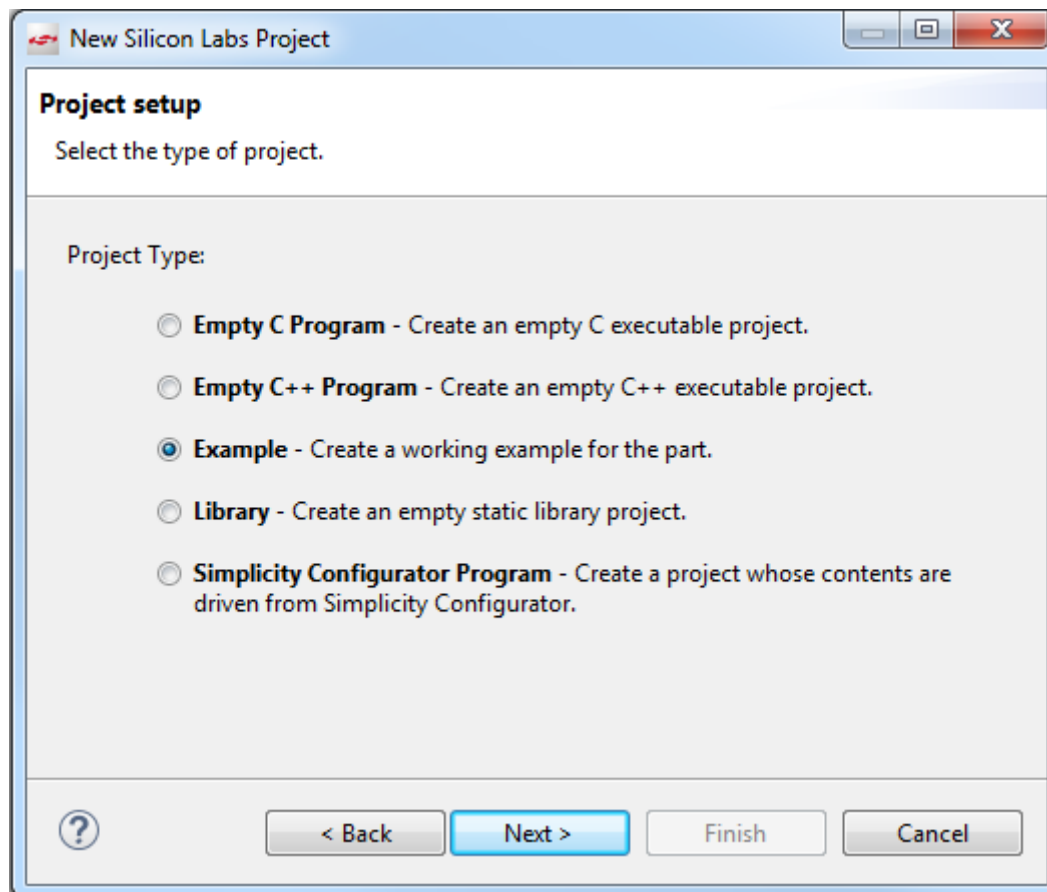 New Silicon Labs Project
Project setup
Select the type of project.
Project Type:
Empty C Program - Create an empty C executable project.
Empty C++ Program - Create an empty C++ executable project.
Example - Create a working example for the part.
Library - Create an empty static library project.
Simplicity Configurator Program - Create a project whose contents are
driven from Simplicity Configurator.
? < Back Next > Finish Cancel